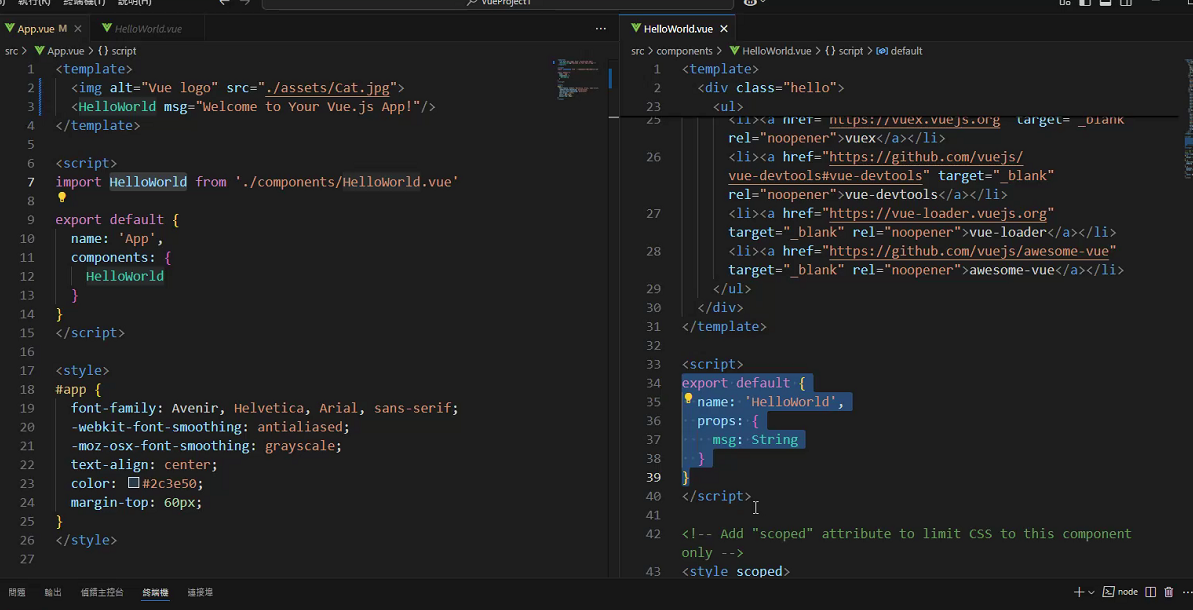 執行(R) 終端機(T) 說明(H)
VueProject1
App.vue M
HelloWorld.vue
HelloWorld.vue
src > App.vue > {} script
src > components > HelloWorld.vue > {} script > default
1 <template>
2 <img alt="Vue logo" src="./assets/Cat.jpg">
3 <HelloWorld msg="Welcome to Your Vue.js App!"/>
4 </template>
5
6 <script>
7 import HelloWorld from './components/HelloWorld.vue'
8
9 export default {
10 name: 'App',
11 components: {
12 HelloWorld
13 }
14 }
15 </script>
16
17 <style>
18 #app {
19 font-family: Avenir, Helvetica, Arial, sans-serif;
20 -webkit-font-smoothing: antialiased;
21 -moz-osx-font-smoothing: grayscale;
22 text-align: center;
23 color: #2c3e50;
24 margin-top: 60px;
25 }
26 </style>
27
1 <template>
2 <div class="hello">
23 <ul>
25 <li><a href="https://vuex.vuejs.org" target="_blank"
rel="noopener">vuex</a></li>
26 <li><a href="https://github.com/vuejs/
vue-devtools#vue-devtools" target="_blank"
rel="noopener">vue-devtools</a></li>
27 <li><a href="https://vue-loader.vuejs.org"
target="_blank" rel="noopener">vue-loader</a></li>
28 <li><a href="https://github.com/vuejs/awesome-vue"
target="_blank" rel="noopener">awesome-vue</a></li>
29 </ul>
30 </div>
31 </template>
32
33 <script>
34 export default {
35 name: 'HelloWorld',
36 props: {
37 msg: String
38 }
39 }
40 </script>
41
42 <!-- Add "scoped" attribute to limit CSS to this component
only -->
43 <style scoped>
問題 輸出 偵錯主控台 終端機 連接埠
node